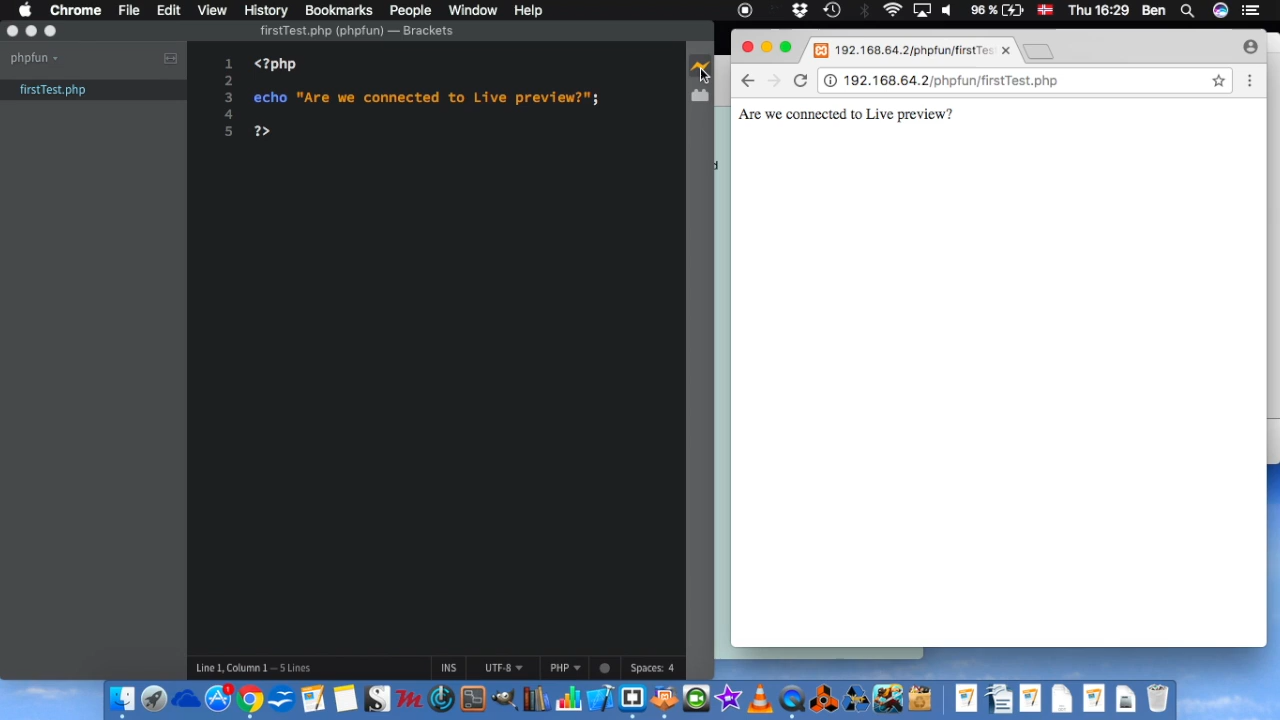 Chrome File Edit View History Bookmarks People Window Help 96 % Thu 16:29 Ben
firstTest.php (phpfun) — Brackets
phpfun
firstTest.php
1 <?php
2
3 echo "Are we connected to Live preview?";
4
5 ?>
Line 1, Column 1 — 5 Lines INS UTF-8 PHP Spaces: 4
192.168.64.2/phpfun/firstTes
192.168.64.2/phpfun/firstTest.php
Are we connected to Live preview?
d
1